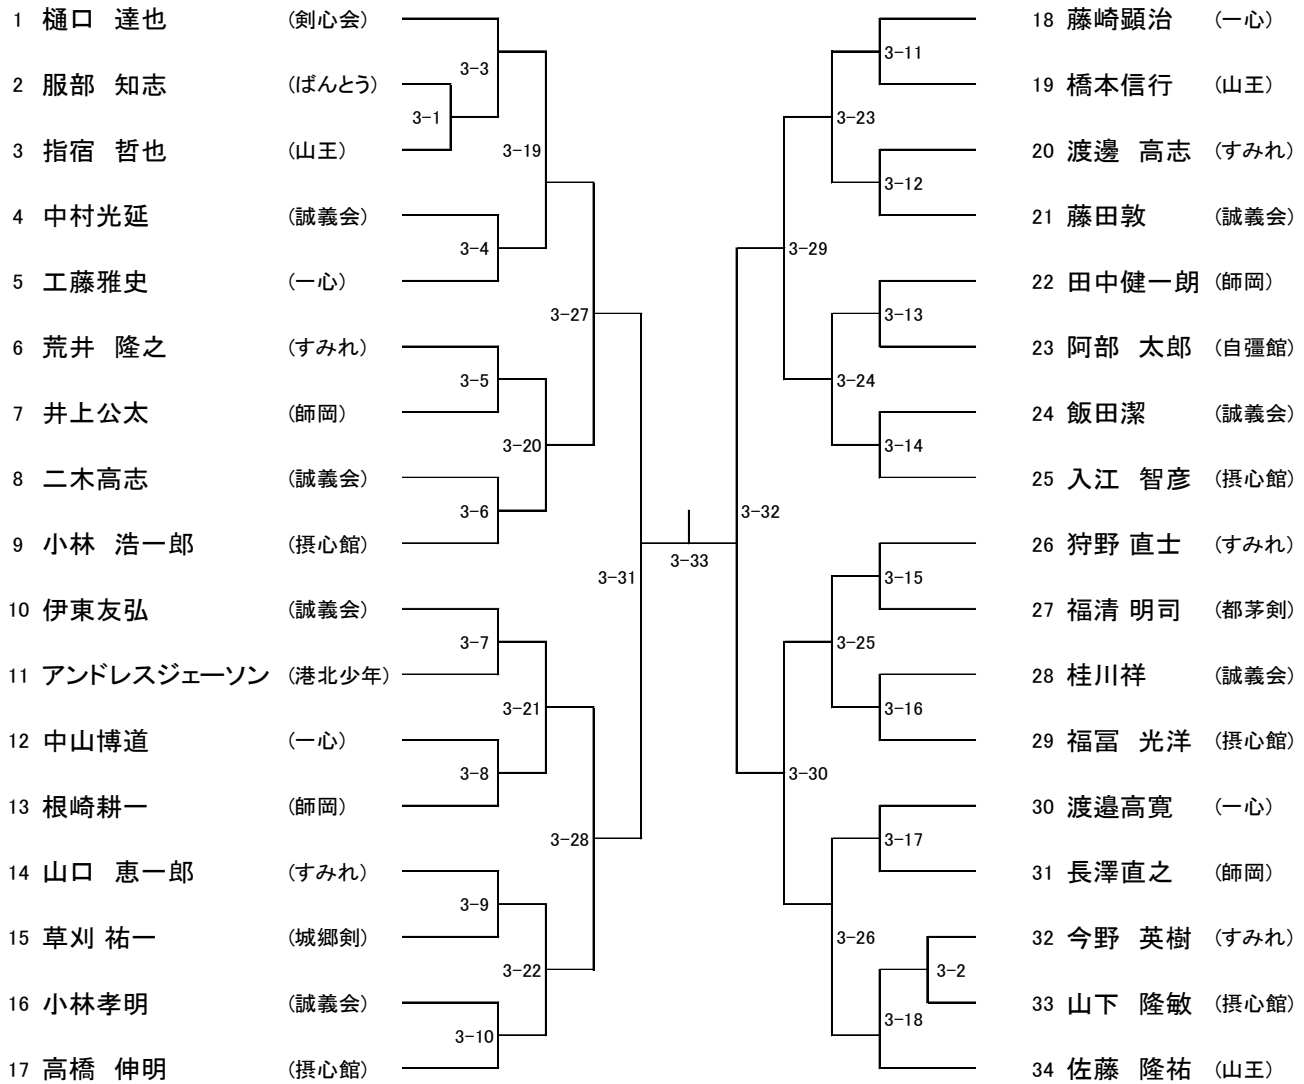 1 樋口　達也 (剣心会)
2 服部　知志 (ばんとう)
3 指宿 哲也 (山王)
4 中村光延 (誠義会)
5 工藤雅史 (一心)
6 荒井　隆之 (すみれ)
7 井上公太 (師岡)
8 二木高志 (誠義会)
9 小林　浩一郎 (摂心館)
10 伊東友弘 (誠義会)
11 アンドレスジェーソン (港北少年)
12 中山博道 (一心)
13 根崎耕一 (師岡)
14 山口　恵一郎 (すみれ)
15 草刈 祐一 (城郷剣)
16 小林孝明 (誠義会)
17 高橋　伸明 (摂心館)
3-3
3-1
3-19
3-4
3-27
3-5
3-20
3-6
3-31
3-7
3-21
3-8
3-28
3-9
3-22
3-10
3-33
3-11
3-23
3-12
3-29
3-13
3-24
3-14
3-32
3-15
3-25
3-16
3-30
3-17
3-26
3-2
3-18
18 藤崎顕治 (一心)
19 橋本信行 (山王)
20 渡邊　高志 (すみれ)
21 藤田敦 (誠義会)
22 田中健一朗 (師岡)
23 阿部　太郎 (自彊館)
24 飯田潔 (誠義会)
25 入江　智彦 (摂心館)
26 狩野 直士 (すみれ)
27 福清 明司 (都茅剣)
28 桂川祥 (誠義会)
29 福冨　光洋 (摂心館)
30 渡邉高寛 (一心)
31 長澤直之 (師岡)
32 今野　英樹 (すみれ)
33 山下　隆敏 (摂心館)
34 佐藤　隆祐 (山王)